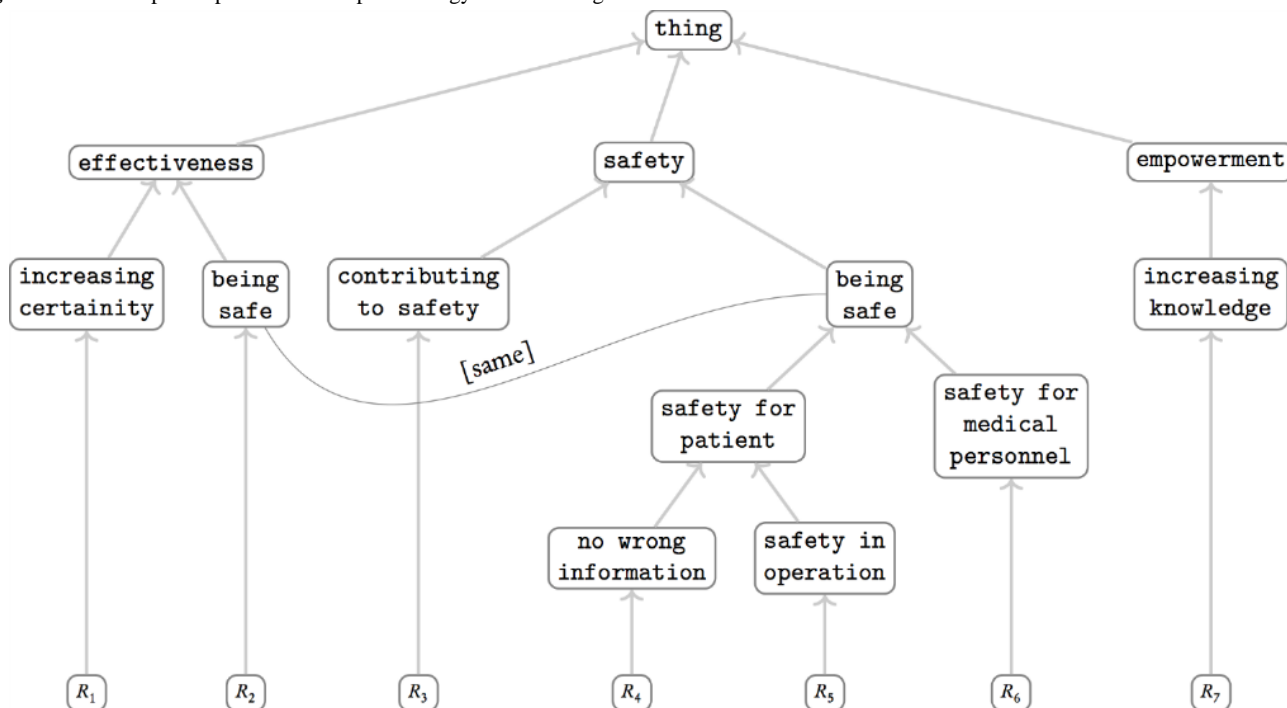 thing
effectiveness
safety
empowerment
increasing
certainity
being
safe
contributing
to safety
being
safe
increasing
knowledge
[same]
safety for
patient
safety for
medical
personnel
no wrong
information
safety in
operation
R1
R2
R3
R4
R5
R6
R7